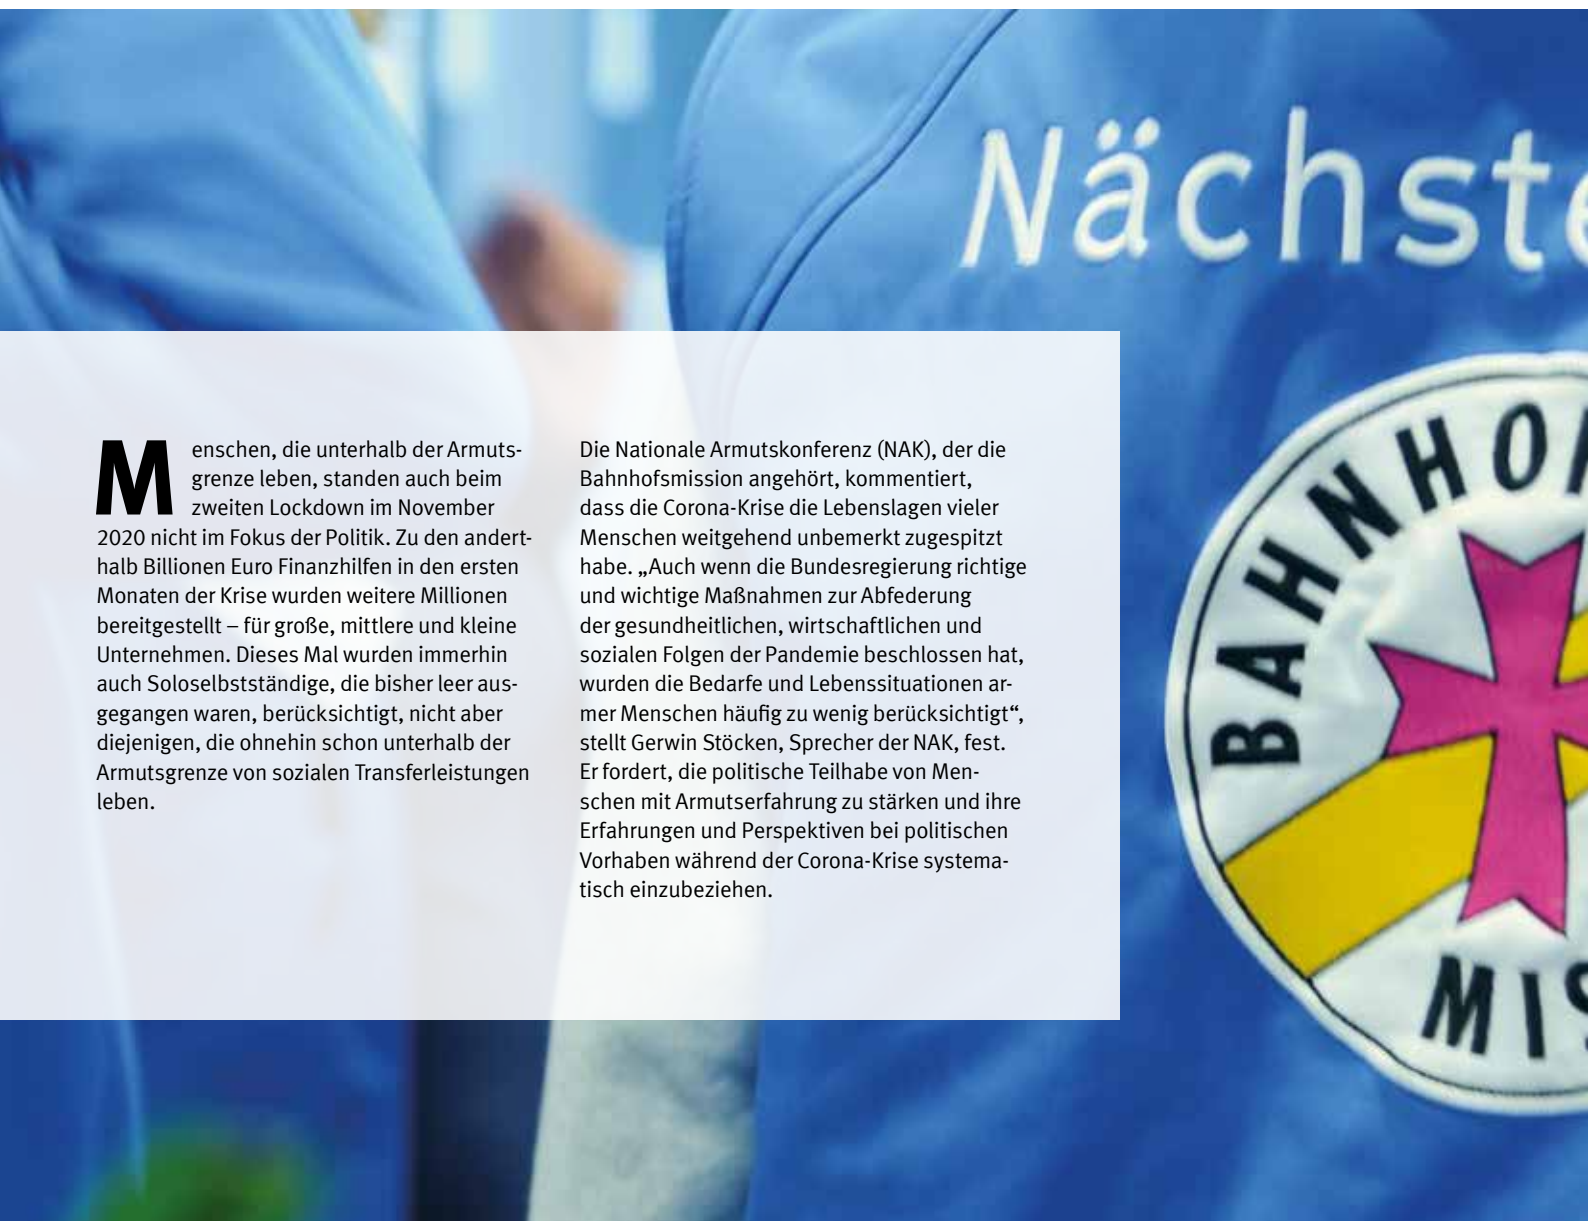 Nächste
Menschen, die unterhalb der Armuts-
grenze leben, standen auch beim
zweiten Lockdown im November
2020 nicht im Fokus der Politik. Zu den andert-
halb Billionen Euro Finanzhilfen in den ersten
Monaten der Krise wurden weitere Millionen
bereitgestellt – für große, mittlere und kleine
Unternehmen. Dieses Mal wurden immerhin
auch Soloselbstständige, die bisher leer aus-
gegangen waren, berücksichtigt, nicht aber
diejenigen, die ohnehin schon unterhalb der
Armutsgrenze von sozialen Transferleistungen
leben.
Die Nationale Armutskonferenz (NAK), der die
Bahnhofsmission angehört, kommentiert,
dass die Corona-Krise die Lebenslagen vieler
Menschen weitgehend unbemerkt zugespitzt
habe. „Auch wenn die Bundesregierung richtige
und wichtige Maßnahmen zur Abfederung
der gesundheitlichen, wirtschaftlichen und
sozialen Folgen der Pandemie beschlossen hat,
wurden die Bedarfe und Lebenssituationen ar-
mer Menschen häufig zu wenig berücksichtigt“,
stellt Gerwin Stöcken, Sprecher der NAK, fest.
Er fordert, die politische Teilhabe von Men-
schen mit Armutserfahrung zu stärken und ihre
Erfahrungen und Perspektiven bei politischen
Vorhaben während der Corona-Krise systema-
tisch einzubeziehen.
BAHNHO
MIS